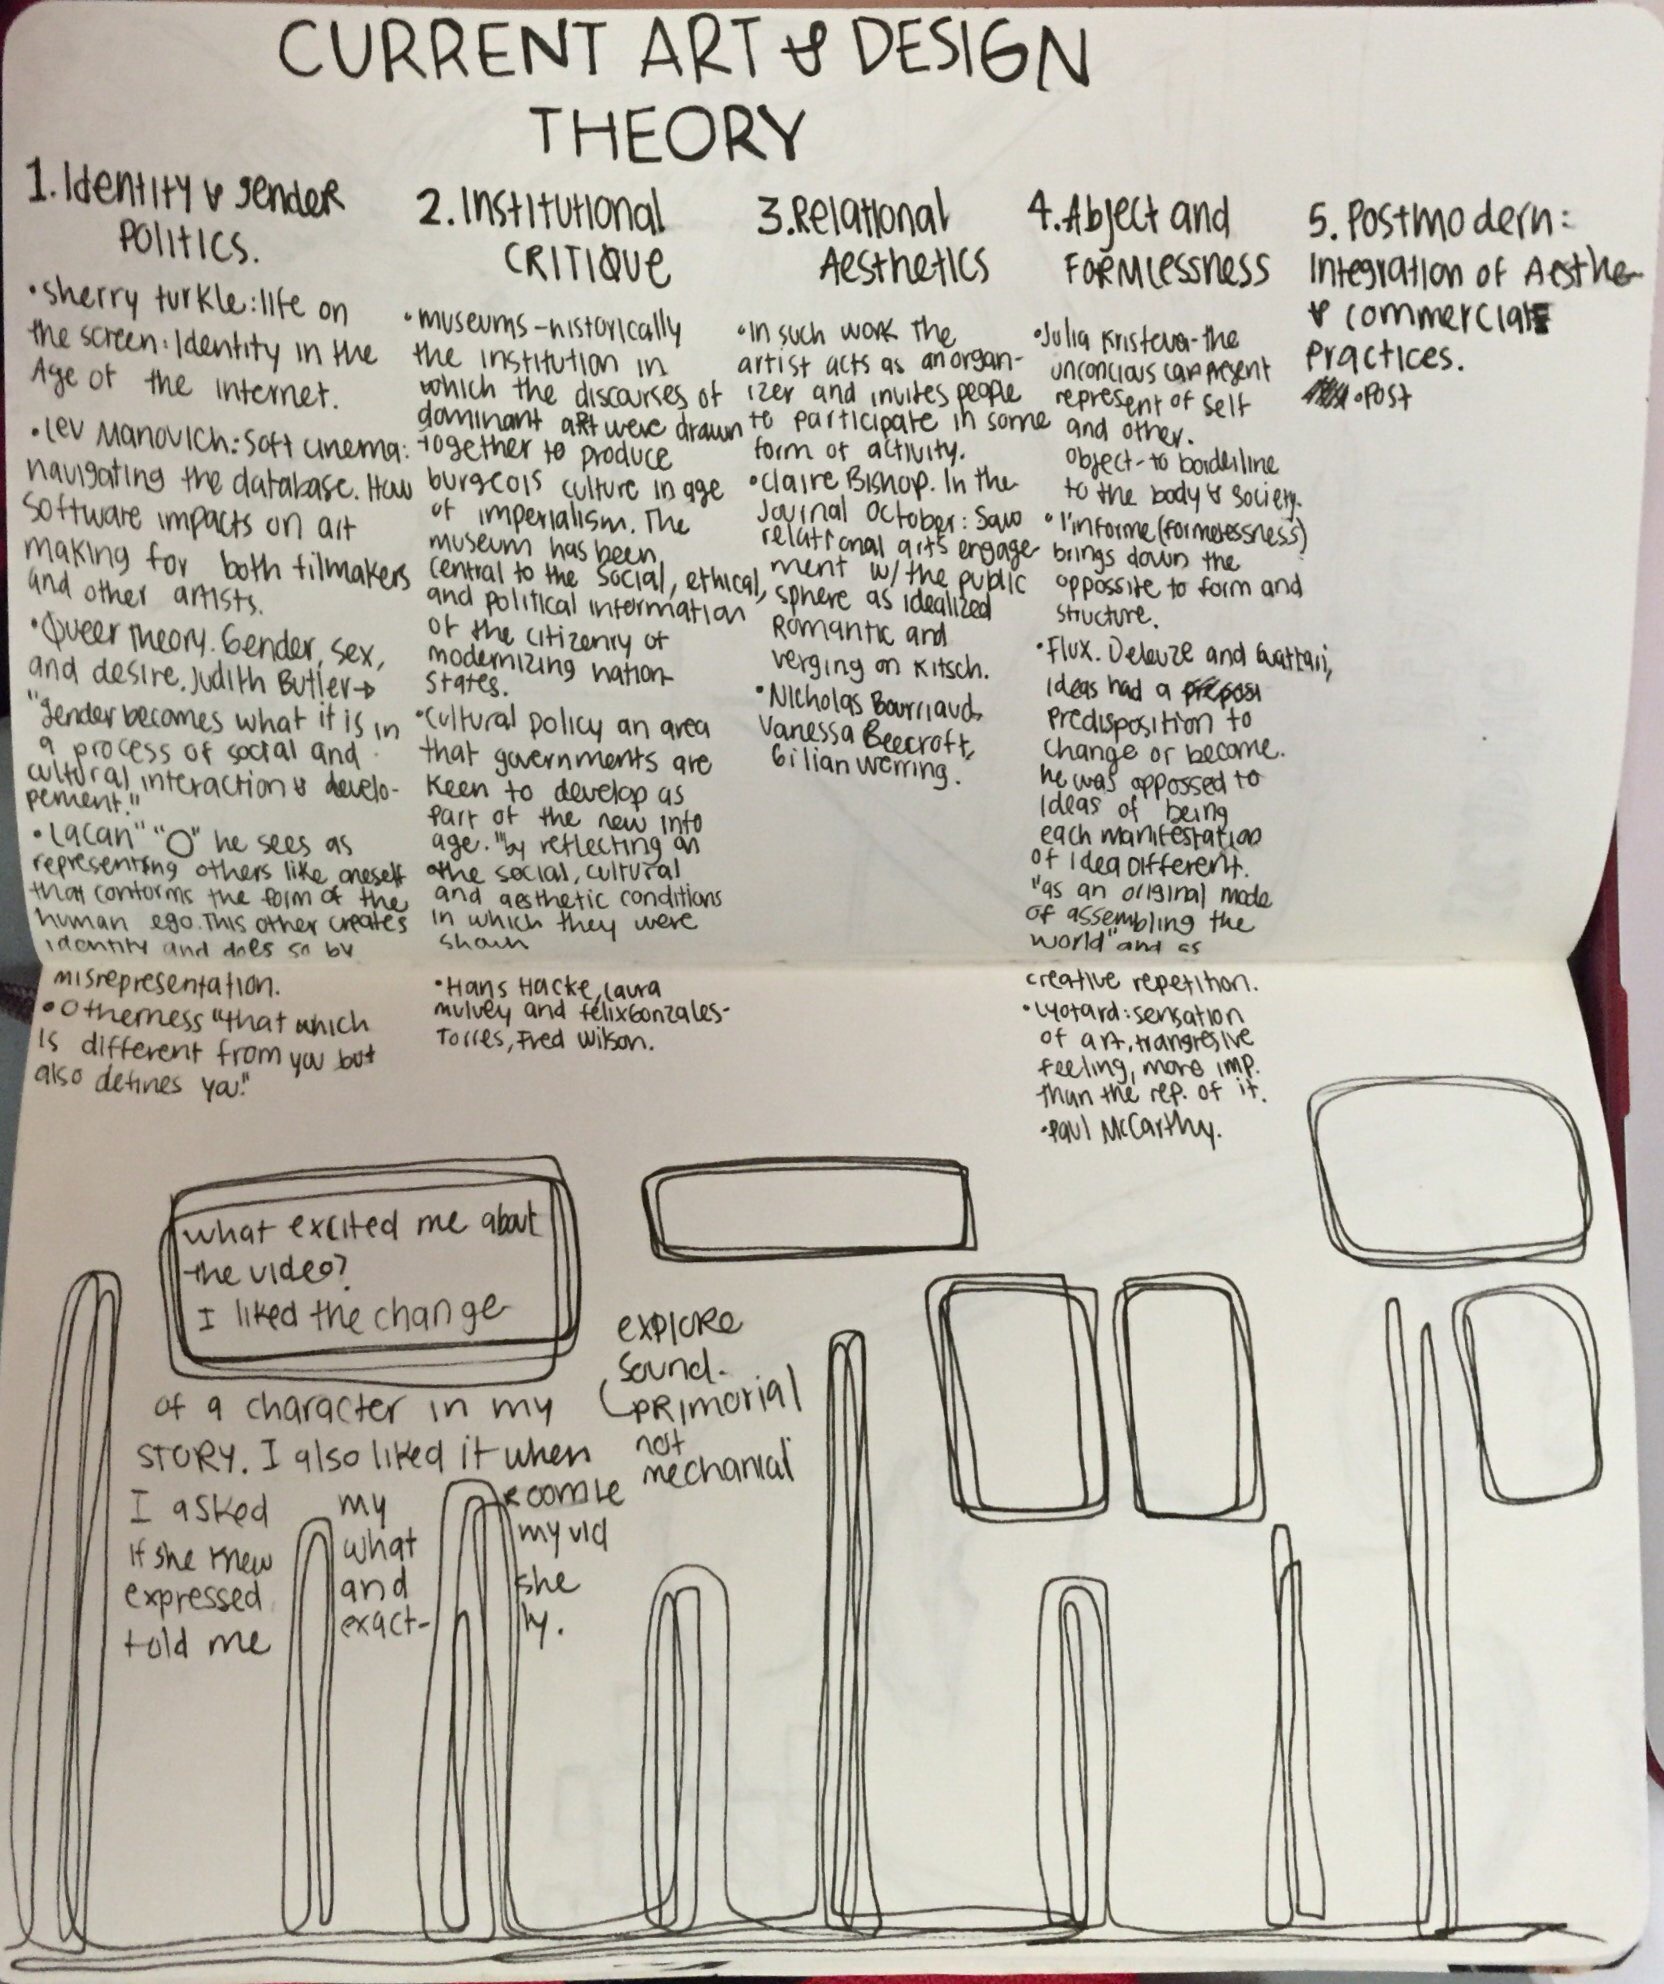 CURRENT ART & DESIGN
THEORY
1. Identity & gender
POLITICS.
• Sherry turkle: life on
the screen: Identity in the
Age of the internet.
• Lev Manovich: Soft cinema:
navigating the database. How
software impacts on art
making for both filmakers
and other artists.
• Queer Theory. Gender, sex,
and desire. Judith Butler →
"gender becomes what it is in
a process of social and
cultural interaction & develo-
pement."
• Lacan" "O" he sees as
representing others like oneself
that conforms the form of the
human ego. This other creates
identity and does so by
misrepresentation.
• Otherness "that which
is different from you but
also defines you."
2. Institutional
CRITIQUE
• museums - historically
the institution in
which the discourses of
dominant art were drawn
together to produce
burgeois culture in age
of imperialism. The
museum has been
central to the social, ethical,
and political information
of the citizenry of
modernizing nation-
states.
• Cultural policy an area
that governments are
keen to develop as
part of the new info
age. "by reflecting on
the social, cultural
and aesthetic conditions
in which they were
shown
• Hans Hacke, Laura
mulvey and felix Gonzales-
Torres, Fred Wilson.
3. Relational
Aesthetics
• In such work the
artist acts as an organ-
izer and invites people
to participate in some
form of activity.
• Claire Bishop. In the
Journal October: Saw
relational arts engage-
ment w/ the public
sphere as idealized
Romantic and
verging on kitsch.
• Nicholas Bourriaud,
Vanessa Beecroft,
Gilian Werring.
4. Abject and
FORMlessness
• Julia Kristeva - the
unconcious can present
represent of self
and other.
object - to borderline
to the body & society.
• l'informe (formelessness)
brings down the
oppossite to form and
structure.
• Flux. Deleuze and Guattari,
ideas had a
predisposition to
change or become.
he was oppossed to
ideas of being
each manifestation
of idea different.
"as an original mode
of assembling the
world" and as
creative repetition.
• Lyotard: sensation
of art, trangresive
feeling, more imp.
than the rep. of it.
• Paul McCarthy.
5. Postmodern:
Integration of Aesthe-
& commercial
Practices.
• Post
what excited me about
the video?
I liked the change
of a character in my
STORY. I also liked it when
I asked my roomie
if she knew what my vid
expressed and she
told me exact- ly.
explore
sound.
primorial
not
mechanial